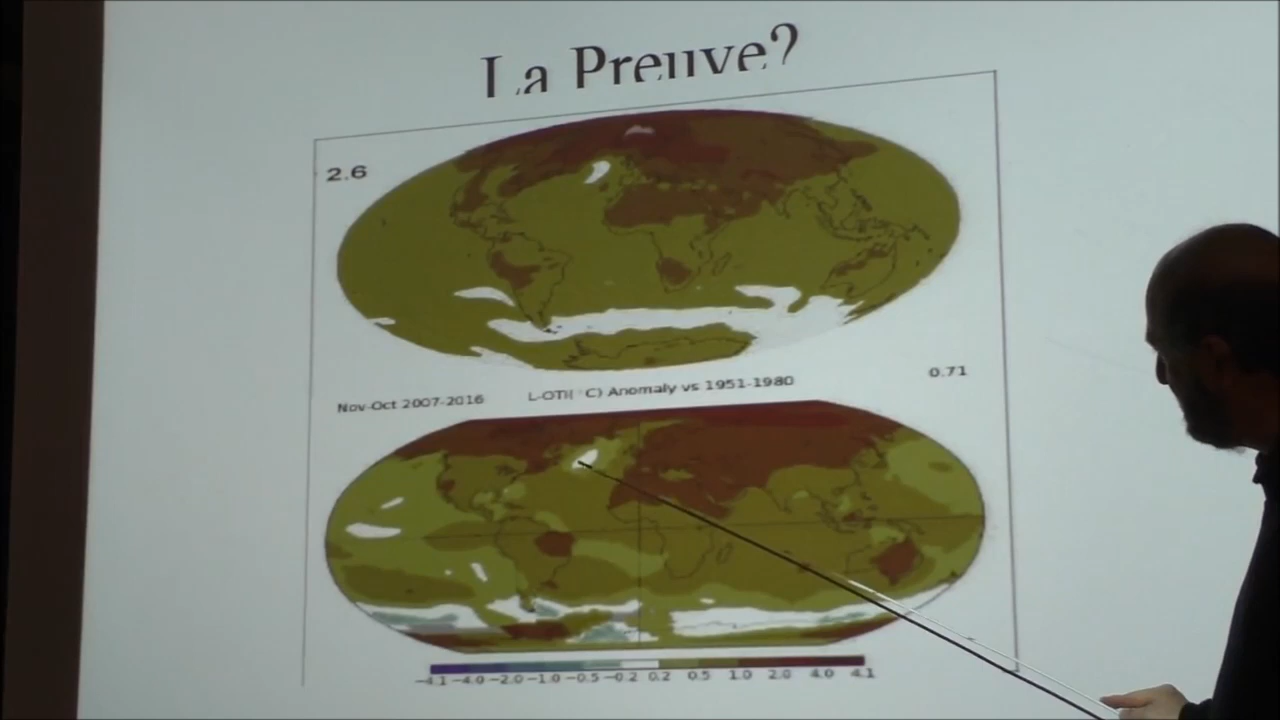 La Preuve?
2.6
0.71
Nov-Oct 2007-2016 L-OTI(°C) Anomaly vs 1951-1980
-4.1 -4.0 -2.0 -1.0 -0.5 -0.2 0.2 0.5 1.0 2.0 4.0 4.1